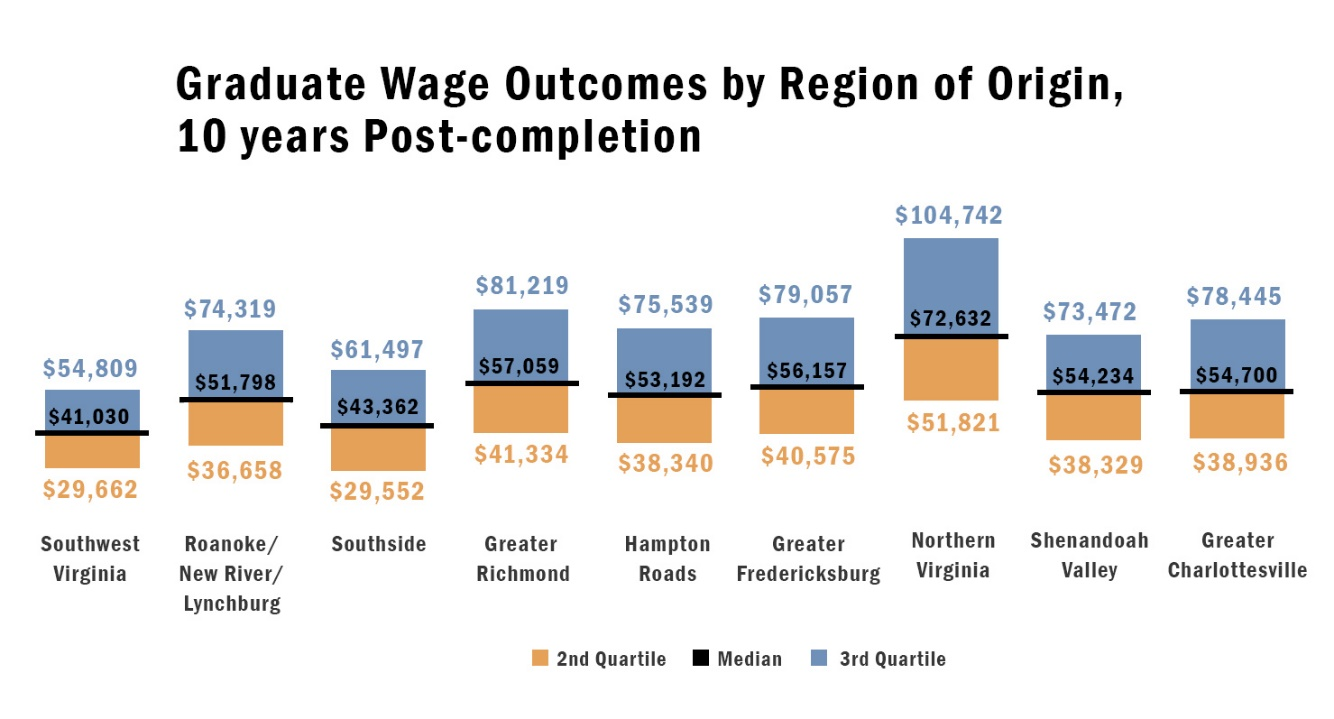 Graduate Wage Outcomes by Region of Origin,
10 years Post-completion
$54,809
$41,030
$29,662
Southwest
Virginia
$74,319
$51,798
$36,658
Roanoke/
New River/
Lynchburg
$61,497
$43,362
$29,552
Southside
$81,219
$57,059
$41,334
Greater
Richmond
$75,539
$53,192
$38,340
Hampton
Roads
$79,057
$56,157
$40,575
Greater
Fredericksburg
$104,742
$72,632
$51,821
Northern
Virginia
$73,472
$54,234
$38,329
Shenandoah
Valley
$78,445
$54,700
$38,936
Greater
Charlottesville
2nd Quartile
Median
3rd Quartile